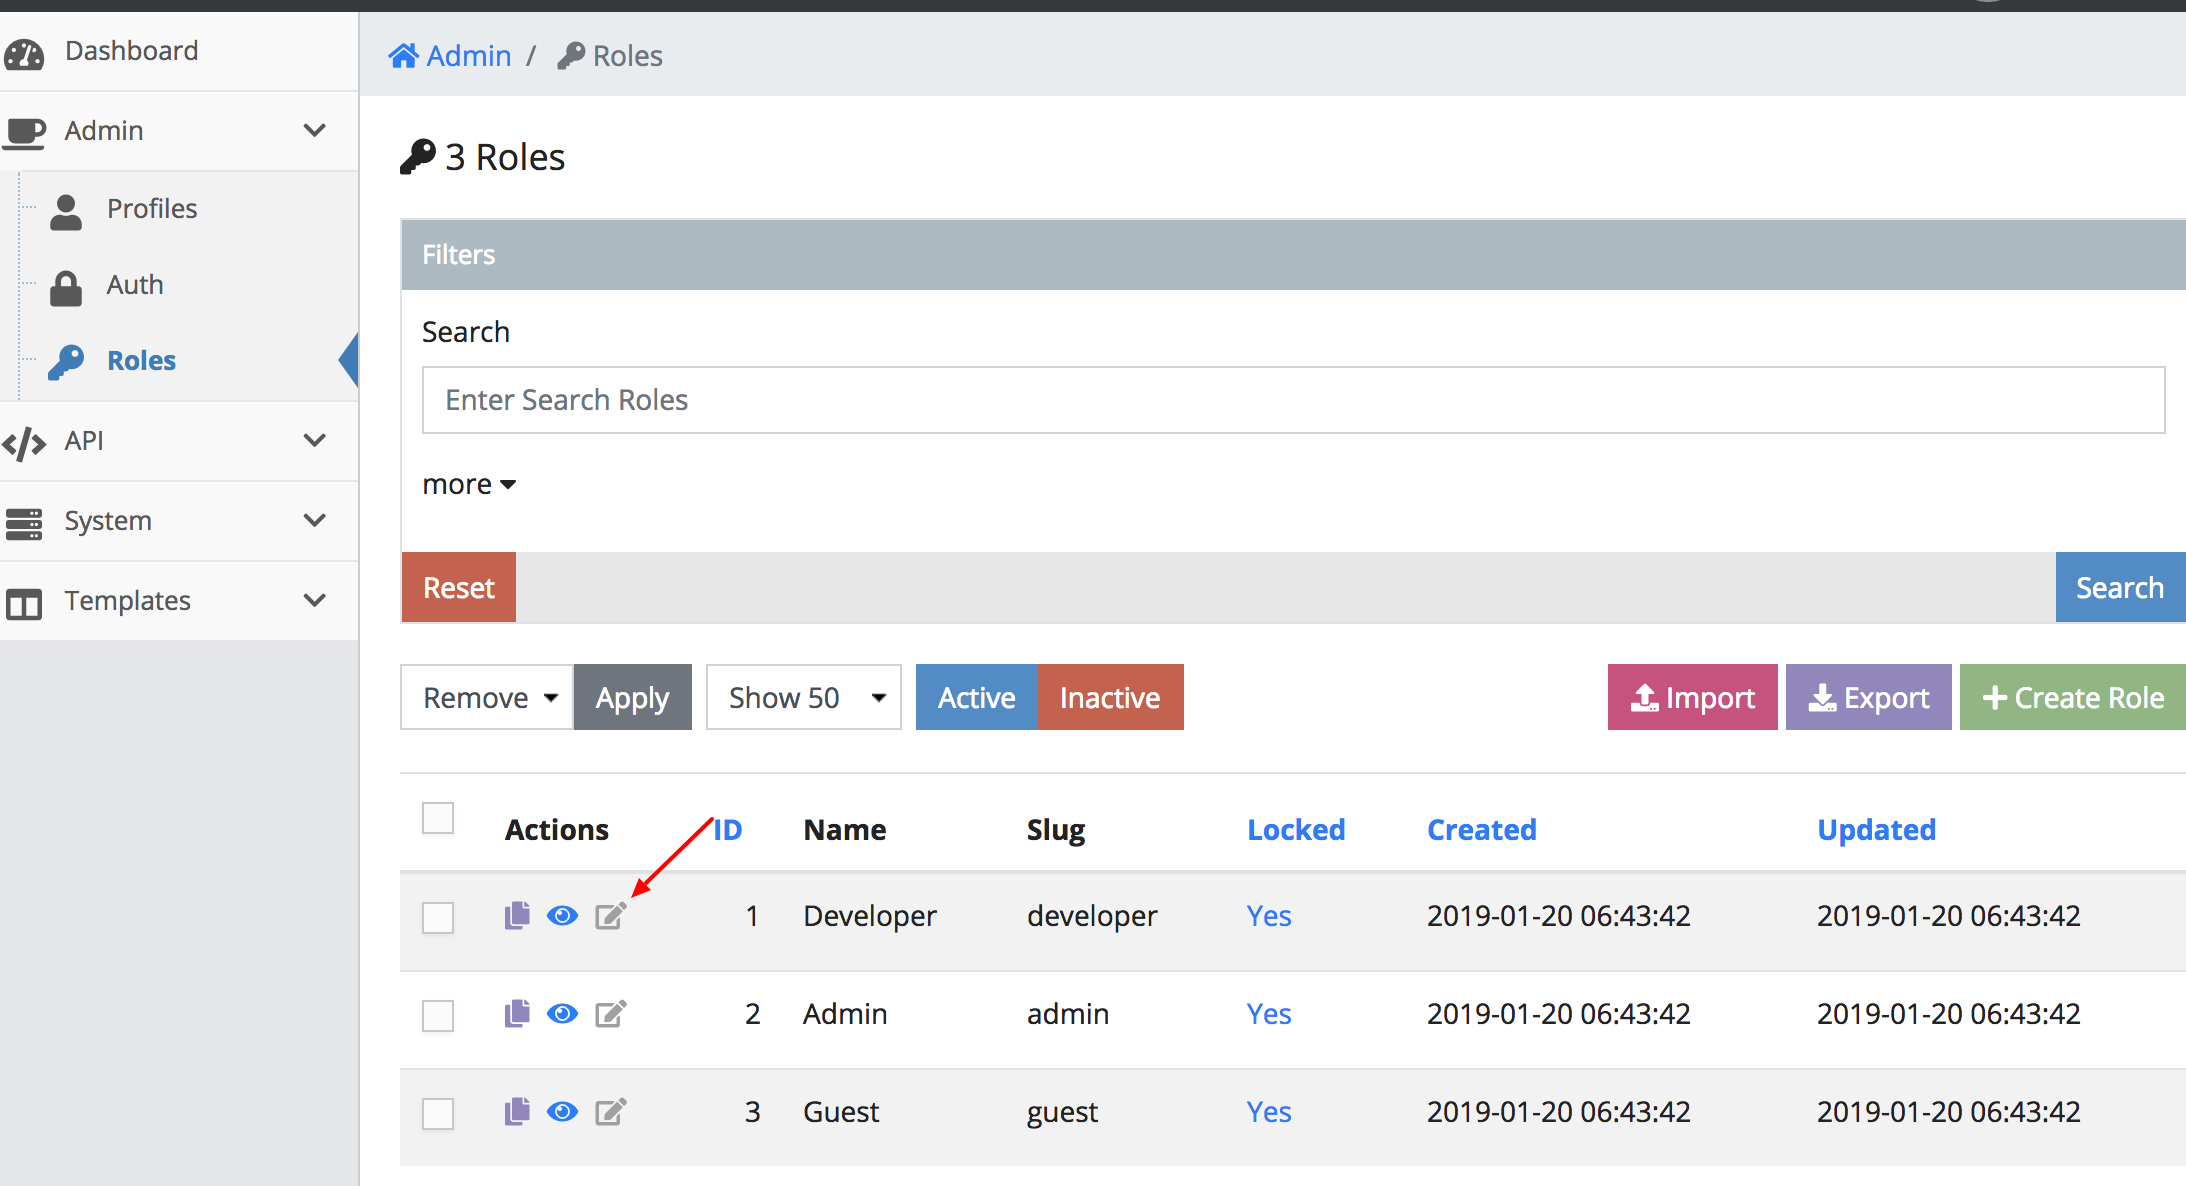 Dashboard
Admin
Profiles
Auth
Roles
API
System
Templates
Admin / Roles
3 Roles
Filters
Search
Enter Search Roles
more
Reset Search
Remove Apply Show 50 Active Inactive Import Export Create Role
Actions ID Name Slug Locked Created Updated
1 Developer developer Yes 2019-01-20 06:43:42 2019-01-20 06:43:42
2 Admin admin Yes 2019-01-20 06:43:42 2019-01-20 06:43:42
3 Guest guest Yes 2019-01-20 06:43:42 2019-01-20 06:43:42